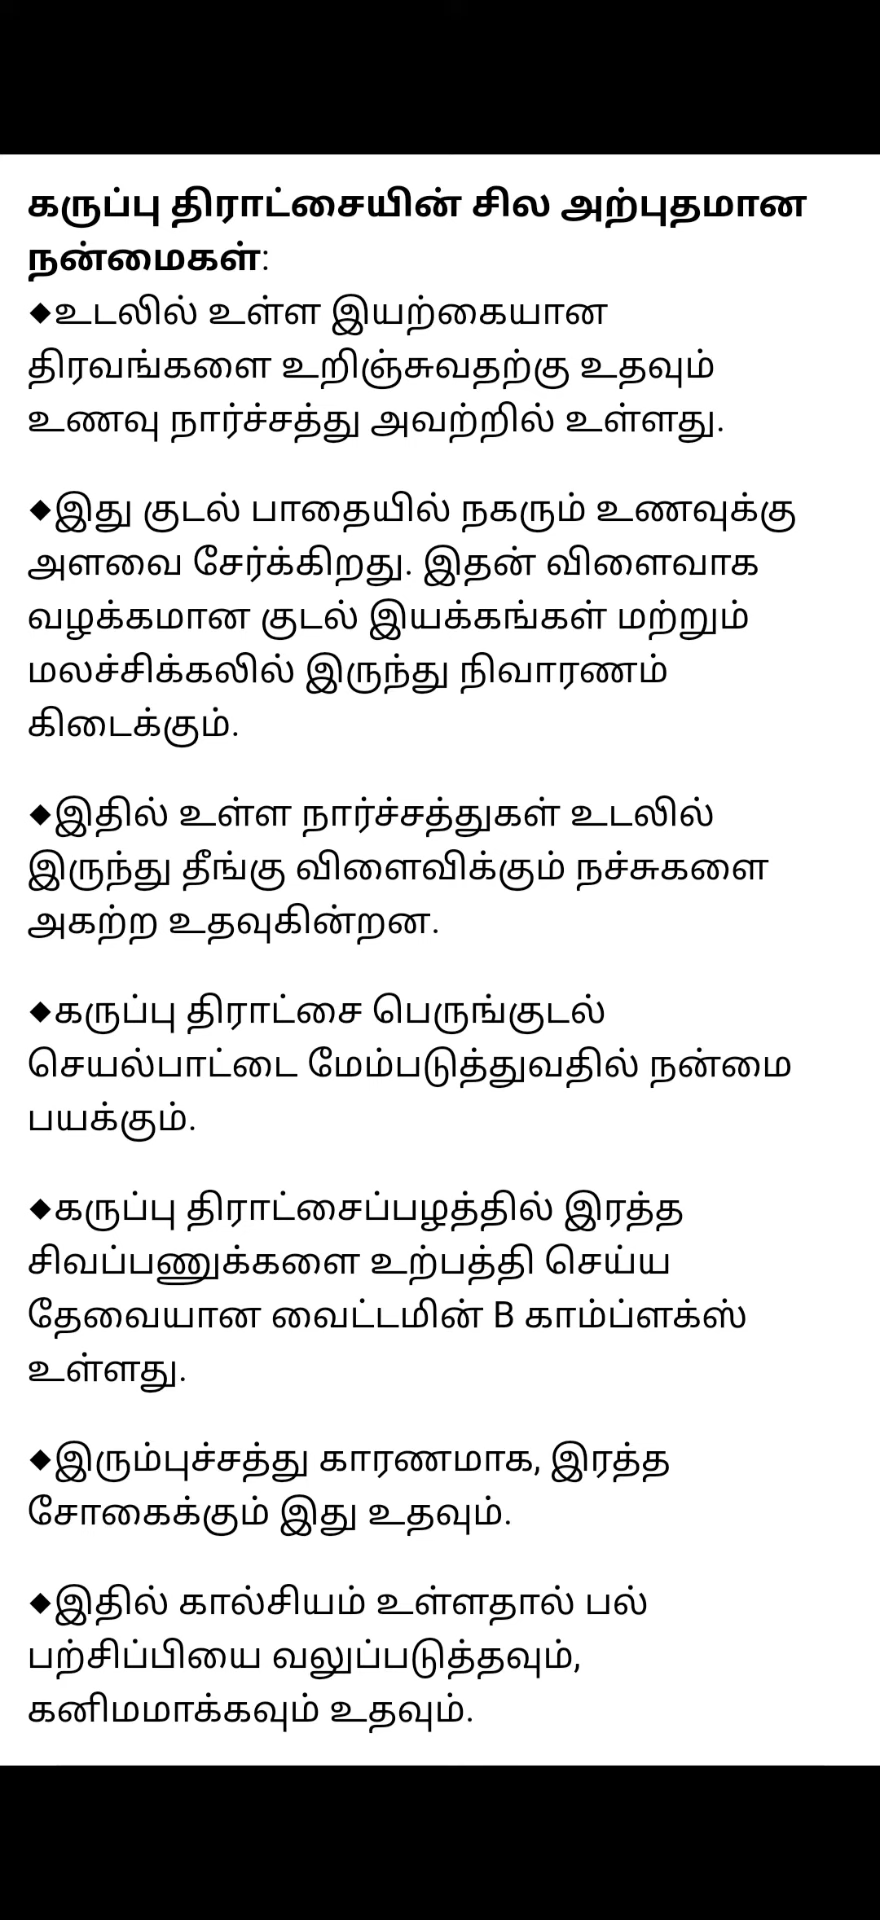 கருப்பு திராட்சையின் சில அற்புதமான
நன்மைகள்:
◆உடலில் உள்ள இயற்கையான
திரவங்களை உறிஞ்சுவதற்கு உதவும்
உணவு நார்ச்சத்து அவற்றில் உள்ளது.
◆இது குடல் பாதையில் நகரும் உணவுக்கு
அளவை சேர்க்கிறது. இதன் விளைவாக
வழக்கமான குடல் இயக்கங்கள் மற்றும்
மலச்சிக்கலில் இருந்து நிவாரணம்
கிடைக்கும்.
◆இதில் உள்ள நார்ச்சத்துகள் உடலில்
இருந்து தீங்கு விளைவிக்கும் நச்சுகளை
அகற்ற உதவுகின்றன.
◆கருப்பு திராட்சை பெருங்குடல்
செயல்பாட்டை மேம்படுத்துவதில் நன்மை
பயக்கும்.
◆கருப்பு திராட்சைப்பழத்தில் இரத்த
சிவப்பணுக்களை உற்பத்தி செய்ய
தேவையான வைட்டமின் B காம்ப்ளக்ஸ்
உள்ளது.
◆இரும்புச்சத்து காரணமாக, இரத்த
சோகைக்கும் இது உதவும்.
◆இதில் கால்சியம் உள்ளதால் பல்
பற்சிப்பியை வலுப்படுத்தவும்,
கனிமமாக்கவும் உதவும்.